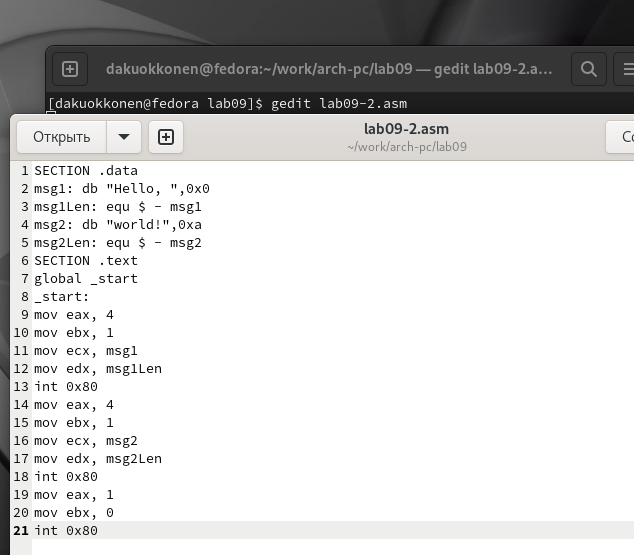 dakuokkonen@fedora:~/work/arch-pc/lab09 — gedit lab09-2.a...
[dakuokkonen@fedora lab09]$ gedit lab09-2.asm
Открыть
lab09-2.asm
~/work/arch-pc/lab09
Со
1 SECTION .data
2 msg1: db "Hello, ",0x0
3 msg1Len: equ $ - msg1
4 msg2: db "world!",0xa
5 msg2Len: equ $ - msg2
6 SECTION .text
7 global _start
8 _start:
9 mov eax, 4
10 mov ebx, 1
11 mov ecx, msg1
12 mov edx, msg1Len
13 int 0x80
14 mov eax, 4
15 mov ebx, 1
16 mov ecx, msg2
17 mov edx, msg2Len
18 int 0x80
19 mov eax, 1
20 mov ebx, 0
21 int 0x80